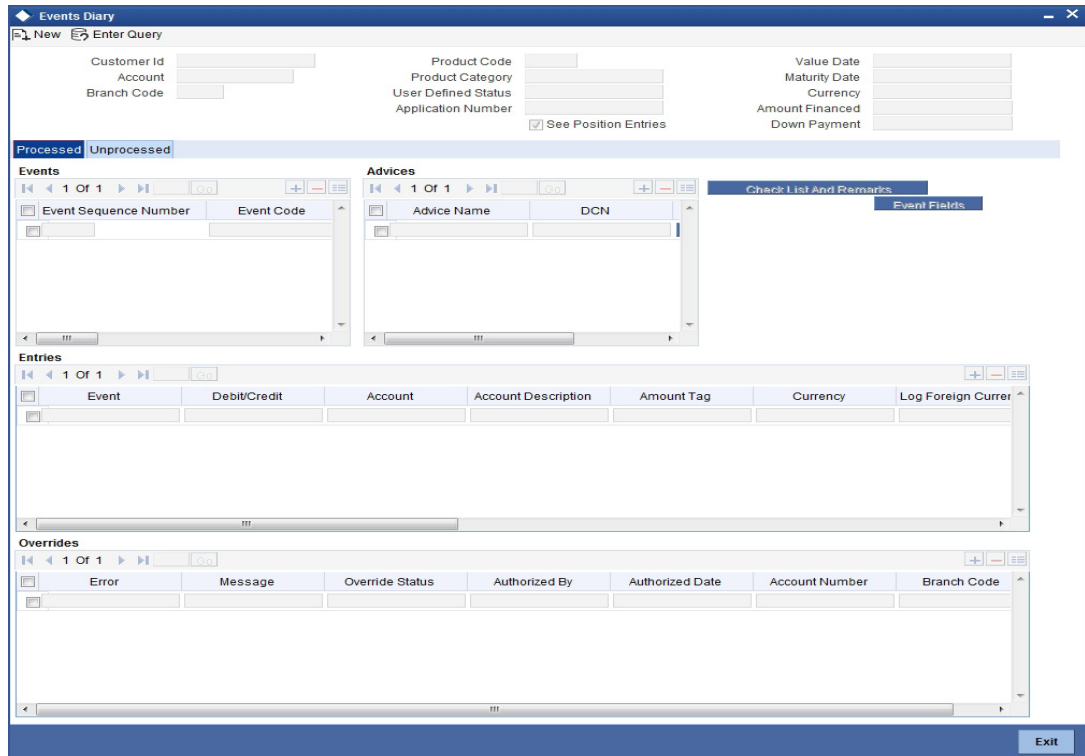 Events Diary
New Enter Query
Customer Id
Account
Branch Code
Product Code
Product Category
User Defined Status
Application Number
See Position Entries
Value Date
Maturity Date
Currency
Amount Financed
Down Payment
Processed Unprocessed
Events
1 Of 1 Go
Event Sequence Number Event Code
Advices
1 Of 1 Go
Advice Name DCN
Check List And Remarks
Event Fields
Entries
1 Of 1 Go
Event Debit/Credit Account Account Description Amount Tag Currency Log Foreign Currer
Overrides
1 Of 1 Go
Error Message Override Status Authorized By Authorized Date Account Number Branch Code
Exit